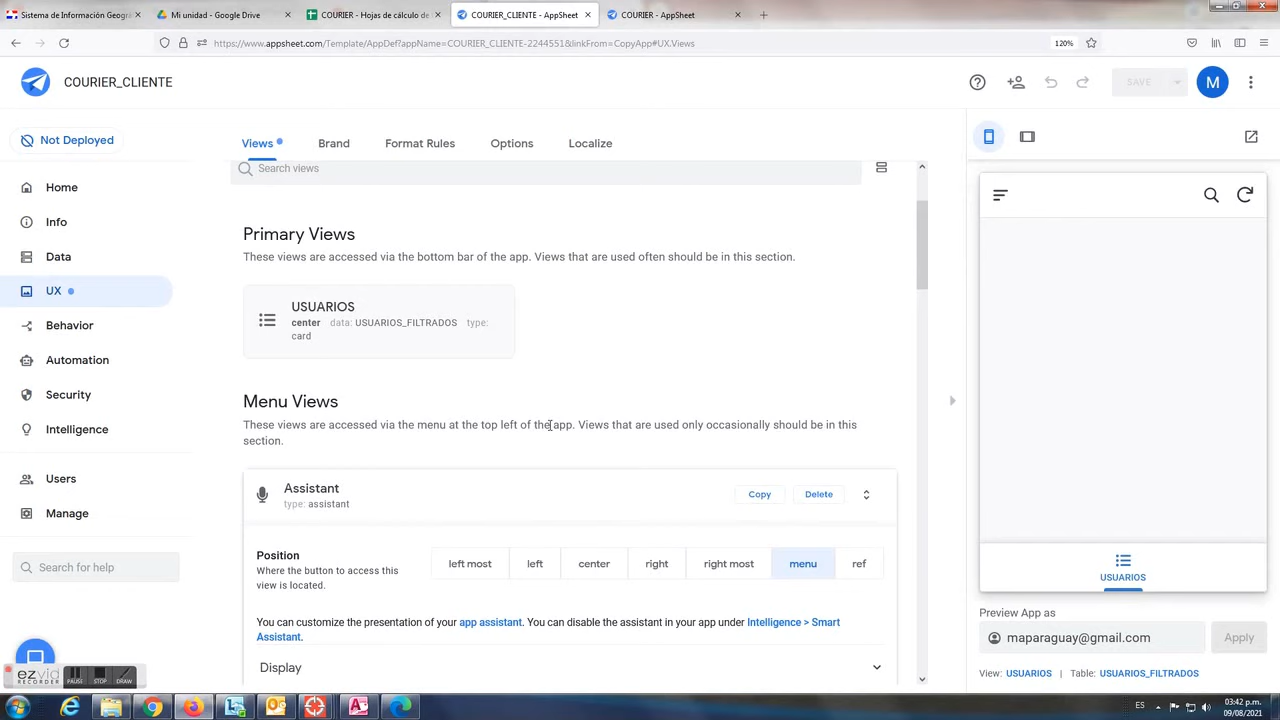 Sistema de Información Geogra
Mi unidad - Google Drive
COURIER - Hojas de cálculo de
COURIER_CLIENTE - AppSheet
COURIER - AppSheet
https://www.appsheet.com/Template/AppDef?appName=COURIER_CLIENTE-2244551&linkFrom=CopyApp#UX.Views
120%
COURIER_CLIENTE
SAVE
M
Not Deployed
Home
Info
Data
UX
Behavior
Automation
Security
Intelligence
Users
Manage
Search for help
Views
Brand
Format Rules
Options
Localize
Search views
Primary Views
These views are accessed via the bottom bar of the app. Views that are used often should be in this section.
USUARIOS
center data: USUARIOS_FILTRADOS type:
card
Menu Views
These views are accessed via the menu at the top left of the app. Views that are used only occasionally should be in this
section.
Assistant
type: assistant
Copy
Delete
Position
Where the button to access this
view is located.
left most
left
center
right
right most
menu
ref
You can customize the presentation of your app assistant. You can disable the assistant in your app under Intelligence > Smart
Assistant.
Display
USUARIOS
Preview App as
maparaguay@gmail.com
Apply
View: USUARIOS | Table: USUARIOS_FILTRADOS
ezvid
RECORDER
PAUSE
STOP
DRAW
ES
03:42 p.m.
09/08/2021